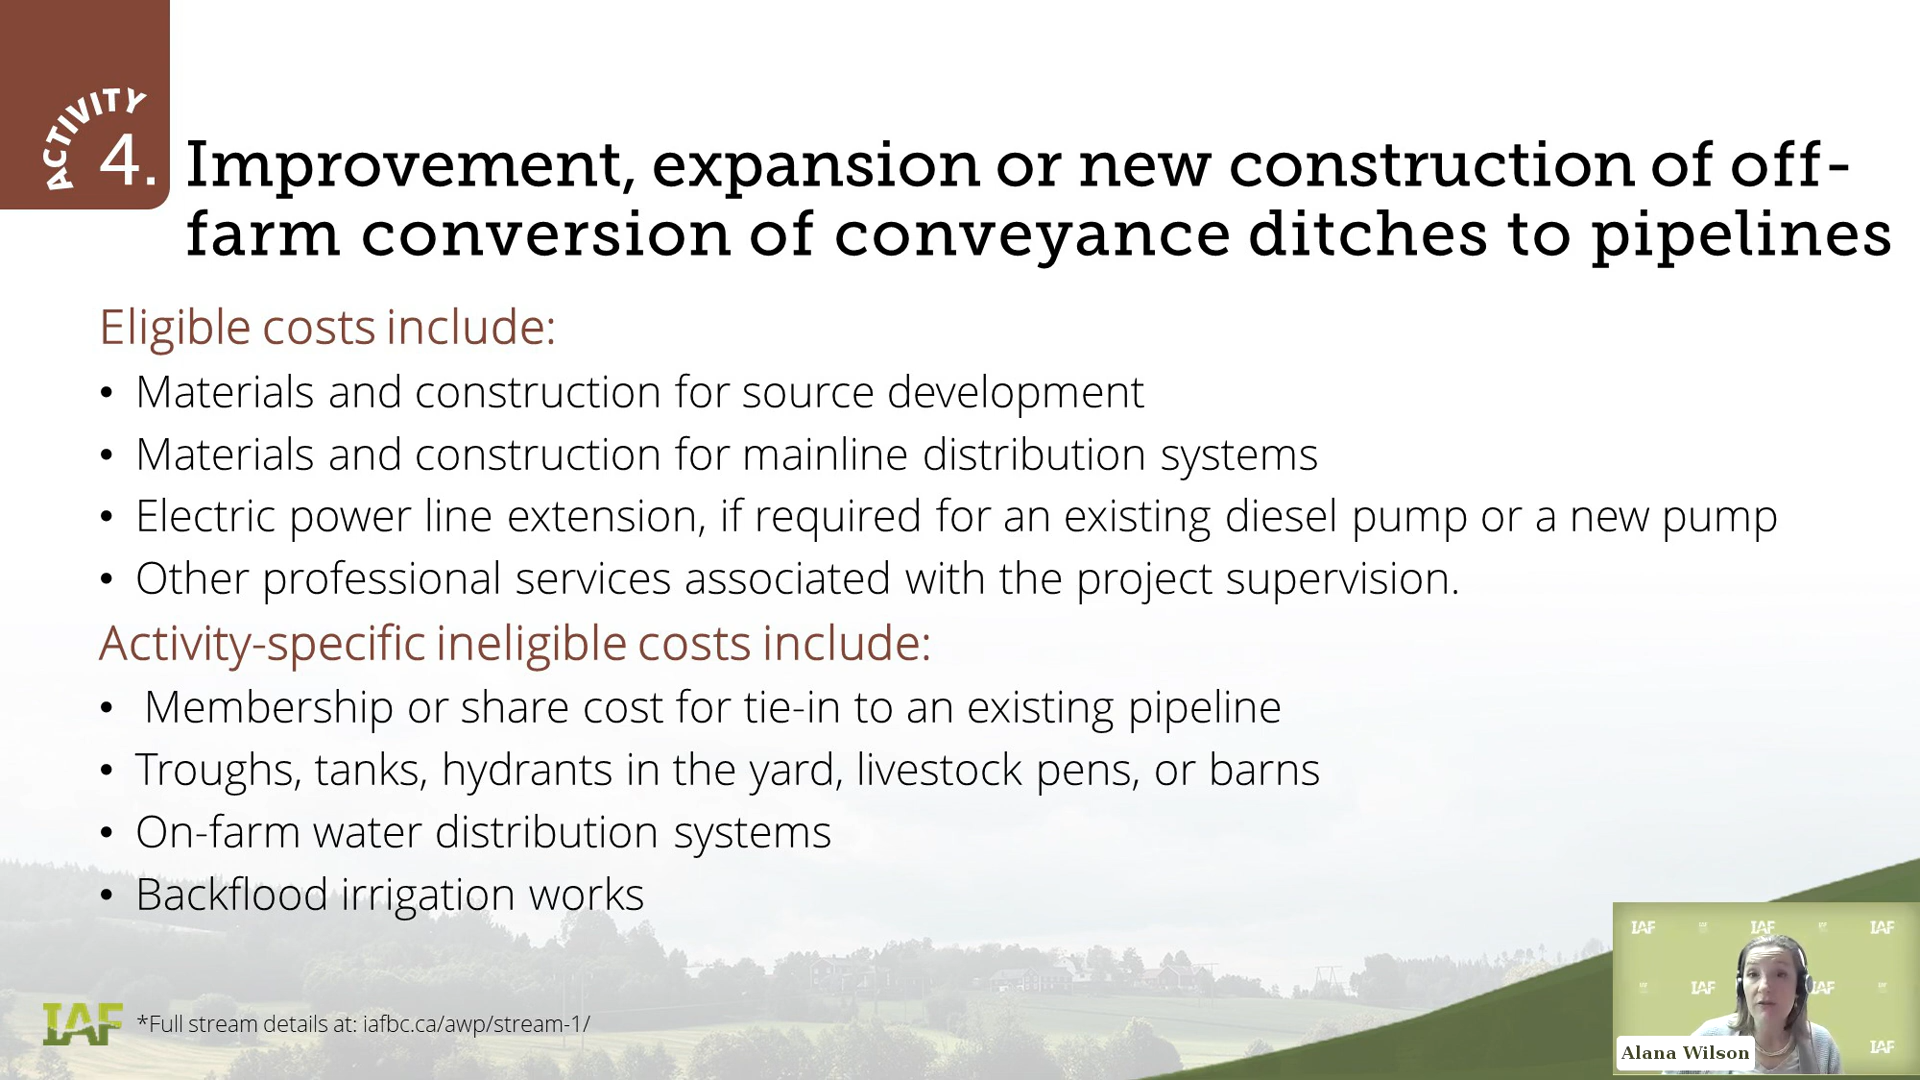 ACTIVITY
4.
Improvement, expansion or new construction of off-
farm conversion of conveyance ditches to pipelines
Eligible costs include:
• Materials and construction for source development
• Materials and construction for mainline distribution systems
• Electric power line extension, if required for an existing diesel pump or a new pump
• Other professional services associated with the project supervision.
Activity-specific ineligible costs include:
• Membership or share cost for tie-in to an existing pipeline
• Troughs, tanks, hydrants in the yard, livestock pens, or barns
• On-farm water distribution systems
• Backflood irrigation works
IAF
*Full stream details at: iafbc.ca/awp/stream-1/
IAF IAF IAF
IAF IAF
IAF
Alana Wilson